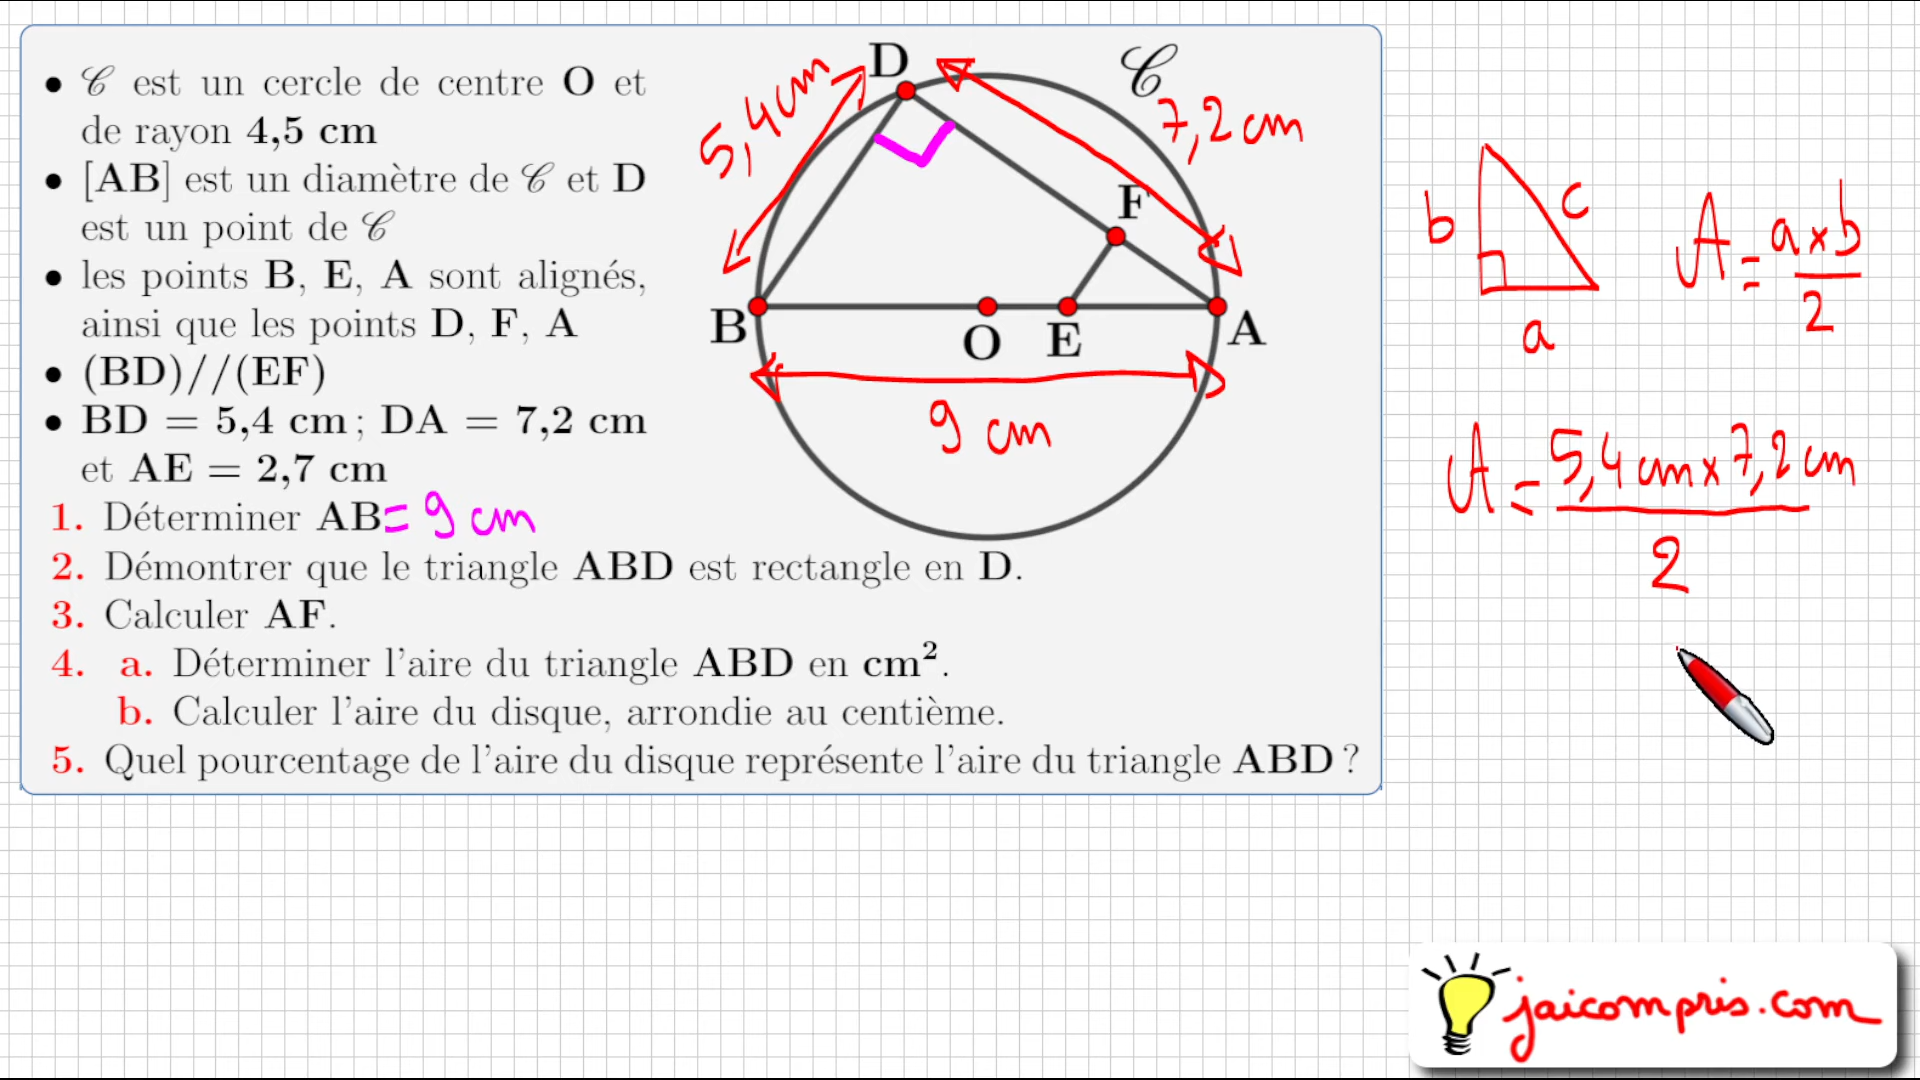 • 𝒞 est un cercle de centre O et
de rayon 4,5 cm
• [AB] est un diamètre de 𝒞 et D
est un point de 𝒞
• les points B, E, A sont alignés,
ainsi que les points D, F, A
• (BD)//(EF)
• BD = 5,4 cm ; DA = 7,2 cm
et AE = 2,7 cm
1. Déterminer AB = 9 cm
2. Démontrer que le triangle ABD est rectangle en D.
3. Calculer AF.
4. a. Déterminer l'aire du triangle ABD en cm².
b. Calculer l'aire du disque, arrondie au centième.
5. Quel pourcentage de l'aire du disque représente l'aire du triangle ABD ?
D
𝒞
5,4 cm
7,2 cm
F
B
O
E
A
9 cm
b
c
a
A = a×b
2
A = 5,4 cm × 7,2 cm
2
jaicompris.com